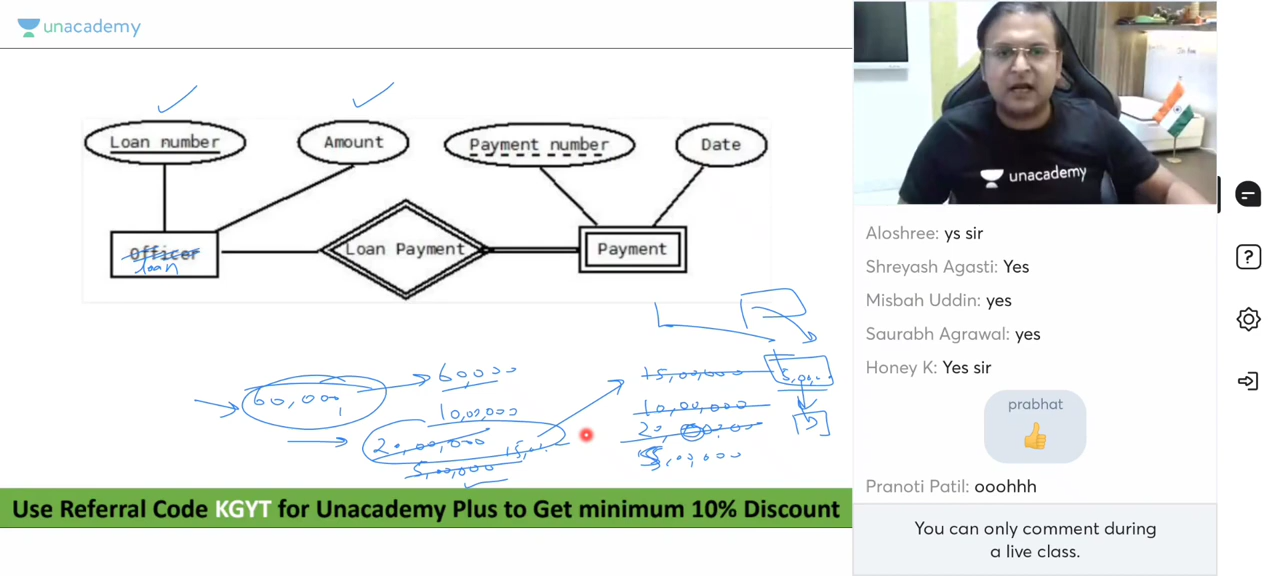 unacademy
Loan number
Amount
Payment number
Date
Officer
loan
Loan Payment
Payment
60,000
60,000
10,00,000
20,00,000
5,00,000
15,00,000
10,00,000
5,00,000
Use Referral Code KGYT for Unacademy Plus to Get minimum 10% Discount
unacademy
Aloshree: ys sir
Shreyash Agasti: Yes
Misbah Uddin: yes
Saurabh Agrawal: yes
Honey K: Yes sir
prabhat
Pranoti Patil: ooohhh
You can only comment during
a live class.